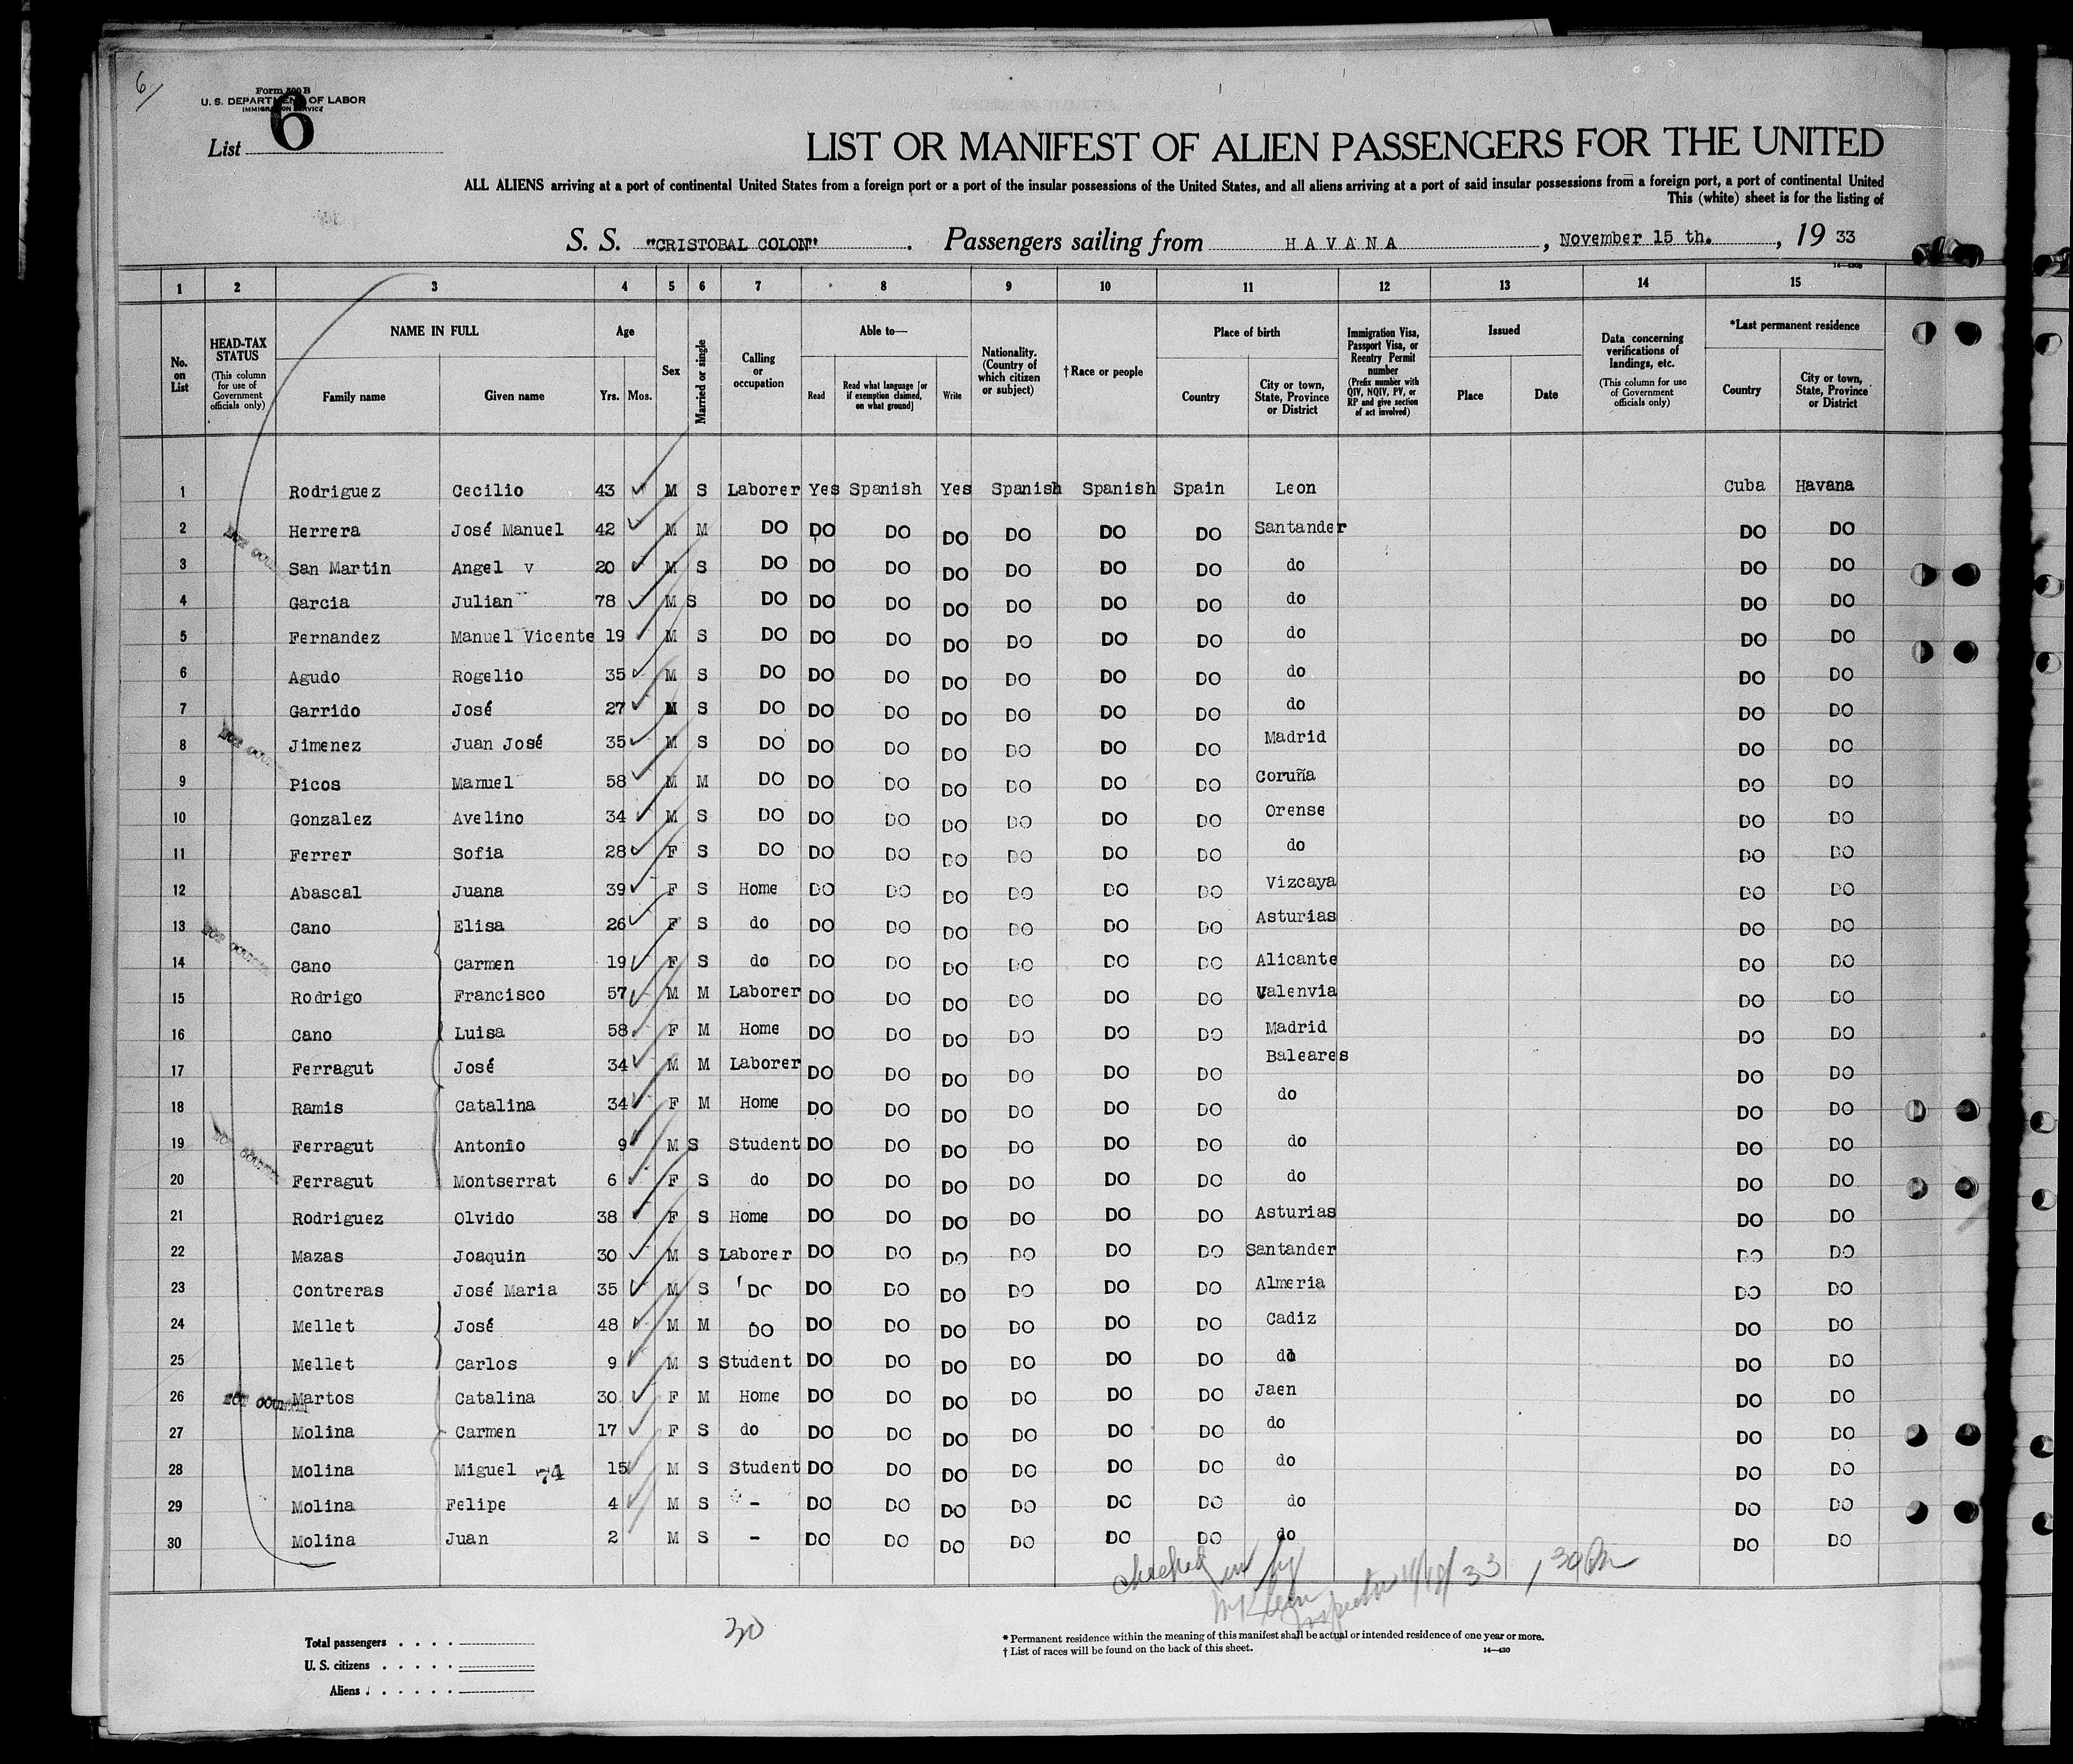 6/
Form 500 B
U. S. DEPARTMENT OF LABOR
IMMIGRATION SERVICE
List 6
LIST OR MANIFEST OF ALIEN PASSENGERS FOR THE UNITED
ALL ALIENS arriving at a port of continental United States from a foreign port or a port of the insular possessions of the United States, and all aliens arriving at a port of said insular possessions from a foreign port, a port of continental United
This (white) sheet is for the listing of
S. S. "CRISTOBAL COLON". Passengers sailing from HAVANA, November 15 th., 19 33
1 2 3 4 5 6 7 8 9 10 11 12 13 14 15
No. on List
HEAD-TAX STATUS (This column for use of Government officials only)
NAME IN FULL
Family name Given name
Age
Yrs. Mos.
Sex
Married or single
Calling or occupation
Able to—
Read Read what language [or if exemption claimed, on what ground] Write
Nationality. (Country of which citizen or subject)
†Race or people
Place of birth
Country City or town, State, Province or District
Immigration Visa, Passport Visa, or Reentry Permit number (Prefix number with QIV, NQIV, PV, or RP and give section of act involved)
Issued
Place Date
Data concerning verifications of landings, etc. (This column for use of Government officials only)
*Last permanent residence
Country City or town, State, Province or District
1 Rodriguez Cecilio 43 M S Laborer Yes Spanish Yes Spanish Spanish Spain Leon Cuba Havana
2 Herrera José Manuel 42 M M DO DO DO DO DO DO DO Santander DO DO
3 San Martin Angel v 20 M S DO DO DO DO DO DO DO do DO DO
4 Garcia Julian 78 M S DO DO DO DO DO DO DO do DO DO
5 Fernandez Manuel Vicente 19 M S DO DO DO DO DO DO DO do DO DO
6 Agudo Rogelio 35 M S DO DO DO DO DO DO DO do DO DO
7 Garrido José 27 M S DO DO DO DO DO DO DO do DO DO
8 Jimenez Juan José 35 M S DO DO DO DO DO DO DO Madrid DO DO
9 Picos Manuel 58 M M DO DO DO DO DO DO DO Coruña DO DO
10 Gonzalez Avelino 34 M S DO DO DO DO DO DO DO Orense DO DO
11 Ferrer Sofia 28 F S DO DO DO DO DO DO DO do DO DO
12 Abascal Juana 39 F S Home DO DO DO DO DO DO Vizcaya DO DO
13 Cano Elisa 26 F S do DO DO DO DO DO DO Asturias DO DO
14 Cano Carmen 19 F S do DO DO DO DO DO DO Alicante DO DO
15 Rodrigo Francisco 57 M M Laborer DO DO DO DO DO DO Valenvia DO DO
16 Cano Luisa 58 F M Home DO DO DO DO DO DO Madrid DO DO
17 Ferragut José 34 M M Laborer DO DO DO DO DO DO Baleares DO DO
18 Ramis Catalina 34 F M Home DO DO DO DO DO DO do DO DO
19 Ferragut Antonio 9 M S Student DO DO DO DO DO DO do DO DO
20 Ferragut Montserrat 6 F S do DO DO DO DO DO DO do DO DO
21 Rodriguez Olvido 38 F S Home DO DO DO DO DO DO Asturias DO DO
22 Mazas Joaquin 30 M S Laborer DO DO DO DO DO DO Santander DO DO
23 Contreras José Maria 35 M S DO DO DO DO DO DO DO Almeria DO DO
24 Mellet José 48 M M DO DO DO DO DO DO DO Cadiz DO DO
25 Mellet Carlos 9 M S Student DO DO DO DO DO DO do DO DO
26 Martos Catalina 30 F M Home DO DO DO DO DO DO Jaen DO DO
27 Molina Carmen 17 F S do DO DO DO DO DO DO do DO DO
28 Molina Miguel 74 15 M S Student DO DO DO DO DO DO do DO DO
29 Molina Felipe 4 M S - DO DO DO DO DO DO do DO DO
30 Molina Juan 2 M S - DO DO DO DO DO DO do DO DO
checked in by
Inspector 11/18/33 1 30 Pm
30
Total passengers
U. S. citizens
Aliens
* Permanent residence within the meaning of this manifest shall be actual or intended residence of one year or more.
† List of races will be found on the back of this sheet.
14—430